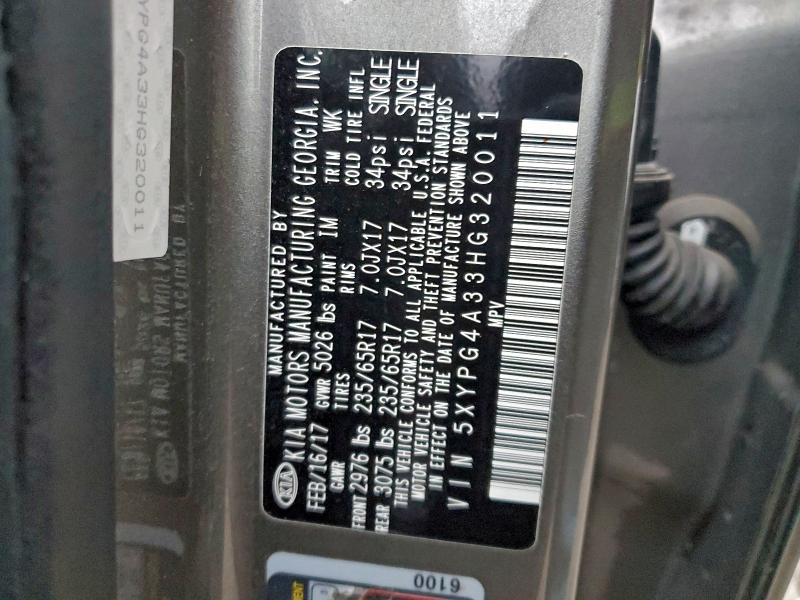 MANUFACTURED BY
KIA KIA MOTORS MANUFACTURING GEORGIA, INC.
FEB/16/17 GVWR 5026 lbs PAINT IM TRIM WK
GAWR TIRES RIMS COLD TIRE INFL
FRONT 2976 lbs 235/65R17 7.0JX17 34psi SINGLE
REAR 3075 lbs 235/65R17 7.0JX17 34psi SINGLE
THIS VEHICLE CONFORMS TO ALL APPLICABLE U.S.A. FEDERAL
MOTOR VEHICLE SAFETY AND THEFT PREVENTION STANDARDS
IN EFFECT ON THE DATE OF MANUFACTURE SHOWN ABOVE
VIN 5XYPG4A33HG320011
MPV
YPG4A33HG320011
6100